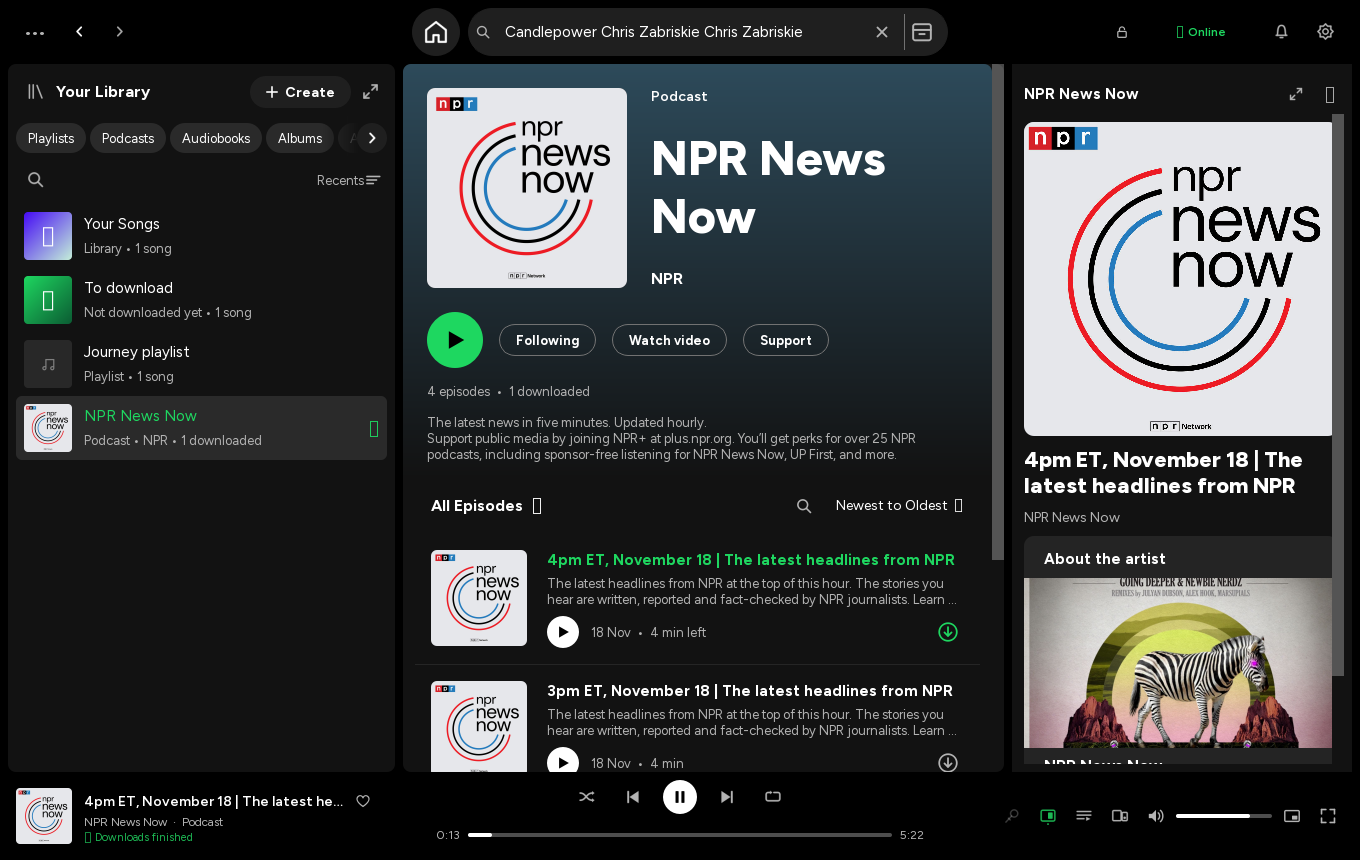 Candlepower Chris Zabriskie Chris Zabriskie
Online
Your Library
Create
Playlists
Podcasts
Audiobooks
Albums
Recents
Your Songs
Library • 1 song
To download
Not downloaded yet • 1 song
Journey playlist
Playlist • 1 song
NPR News Now
Podcast • NPR • 1 downloaded
npr
npr
news
now
npr Network
Podcast
NPR News
Now
NPR
Following
Watch video
Support
4 episodes • 1 downloaded
The latest news in five minutes. Updated hourly.
Support public media by joining NPR+ at plus.npr.org. You'll get perks for over 25 NPR
podcasts, including sponsor-free listening for NPR News Now, UP First, and more.
All Episodes
Newest to Oldest
npr
news
now
4pm ET, November 18 | The latest headlines from NPR
The latest headlines from NPR at the top of this hour. The stories you
hear are written, reported and fact-checked by NPR journalists. Learn ...
18 Nov • 4 min left
npr
news
now
3pm ET, November 18 | The latest headlines from NPR
The latest headlines from NPR at the top of this hour. The stories you
hear are written, reported and fact-checked by NPR journalists. Learn ...
18 Nov • 4 min
NPR News Now
npr
npr
news
now
npr Network
4pm ET, November 18 | The
latest headlines from NPR
NPR News Now
About the artist
GOING DEEPER & NEWBIE NERDZ
REMIXES by JULYAN DUBSON, ALEX HOOK, MARSUPIALS
NPR News Now
4pm ET, November 18 | The latest he...
NPR News Now · Podcast
Downloads finished
0:13
5:22